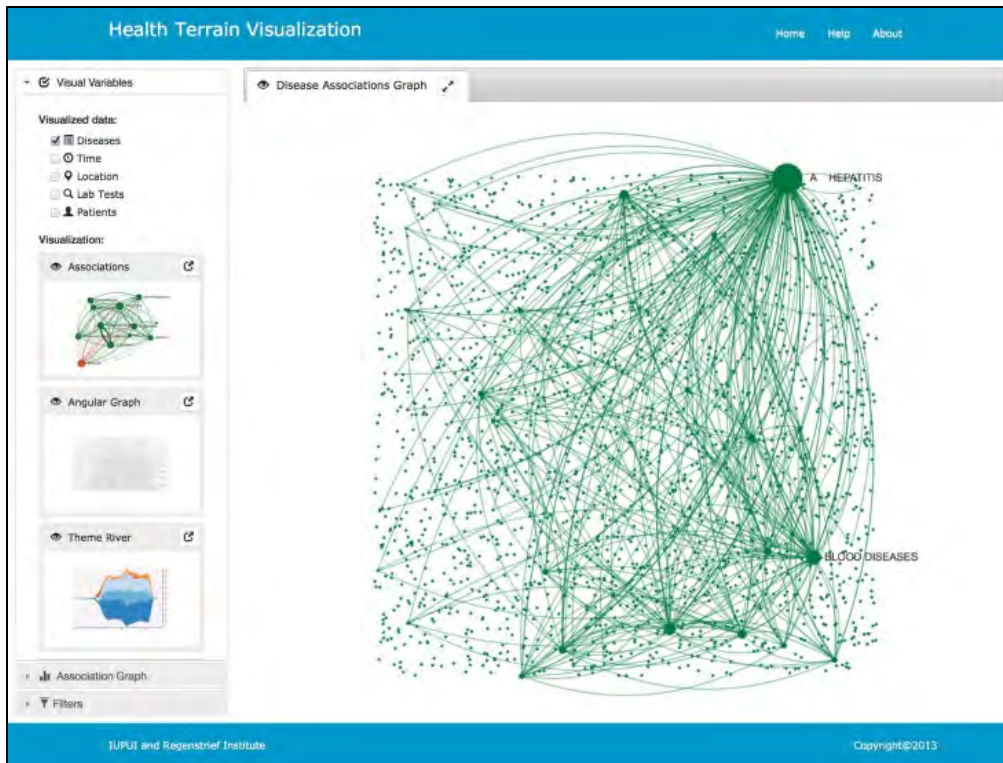 Health Terrain Visualization
Home Help About
Visual Variables
Disease Associations Graph
Visualized data:
Diseases
Time
Location
Lab Tests
Patients
Visualization:
Associations
Angular Graph
Theme River
Association Graph
Filters
A HEPATITIS
BLOOD DISEASES
IUPUI and Regenstrief Institute
Copyright©2013